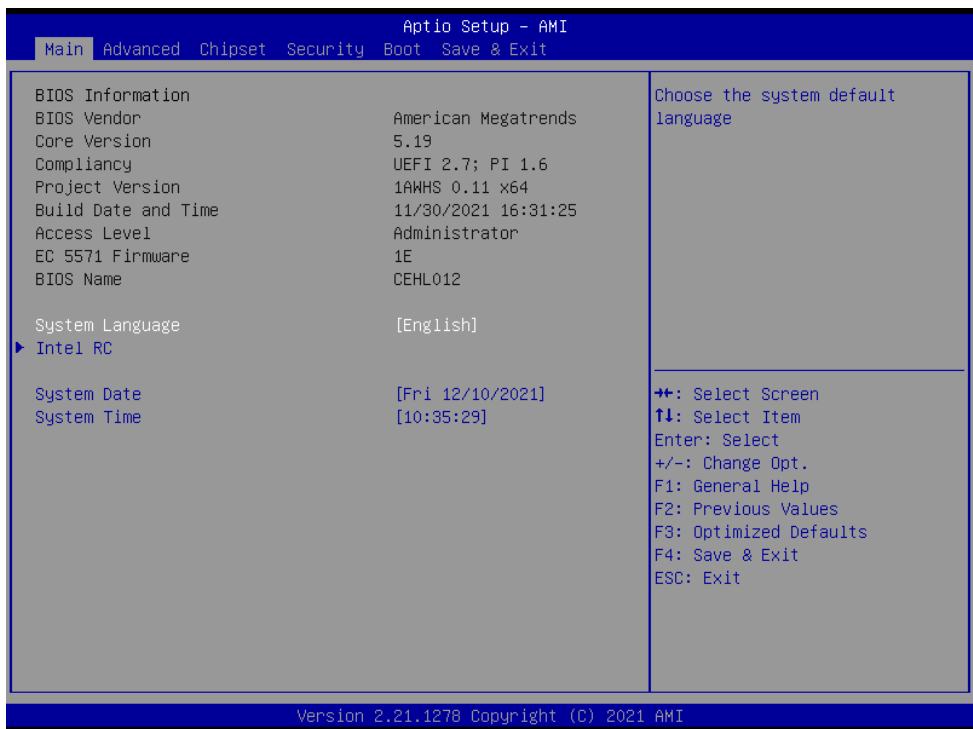 Aptio Setup – AMI
Main Advanced Chipset Security Boot Save & Exit
BIOS Information
BIOS Vendor American Megatrends
Core Version 5.19
Compliancy UEFI 2.7; PI 1.6
Project Version 1AWHS 0.11 x64
Build Date and Time 11/30/2021 16:31:25
Access Level Administrator
EC 5571 Firmware 1E
BIOS Name CEHL012
System Language [English]
Intel RC
System Date [Fri 12/10/2021]
System Time [10:35:29]
Choose the system default
language
→←: Select Screen
↑↓: Select Item
Enter: Select
+/-: Change Opt.
F1: General Help
F2: Previous Values
F3: Optimized Defaults
F4: Save & Exit
ESC: Exit
Version 2.21.1278 Copyright (C) 2021 AMI